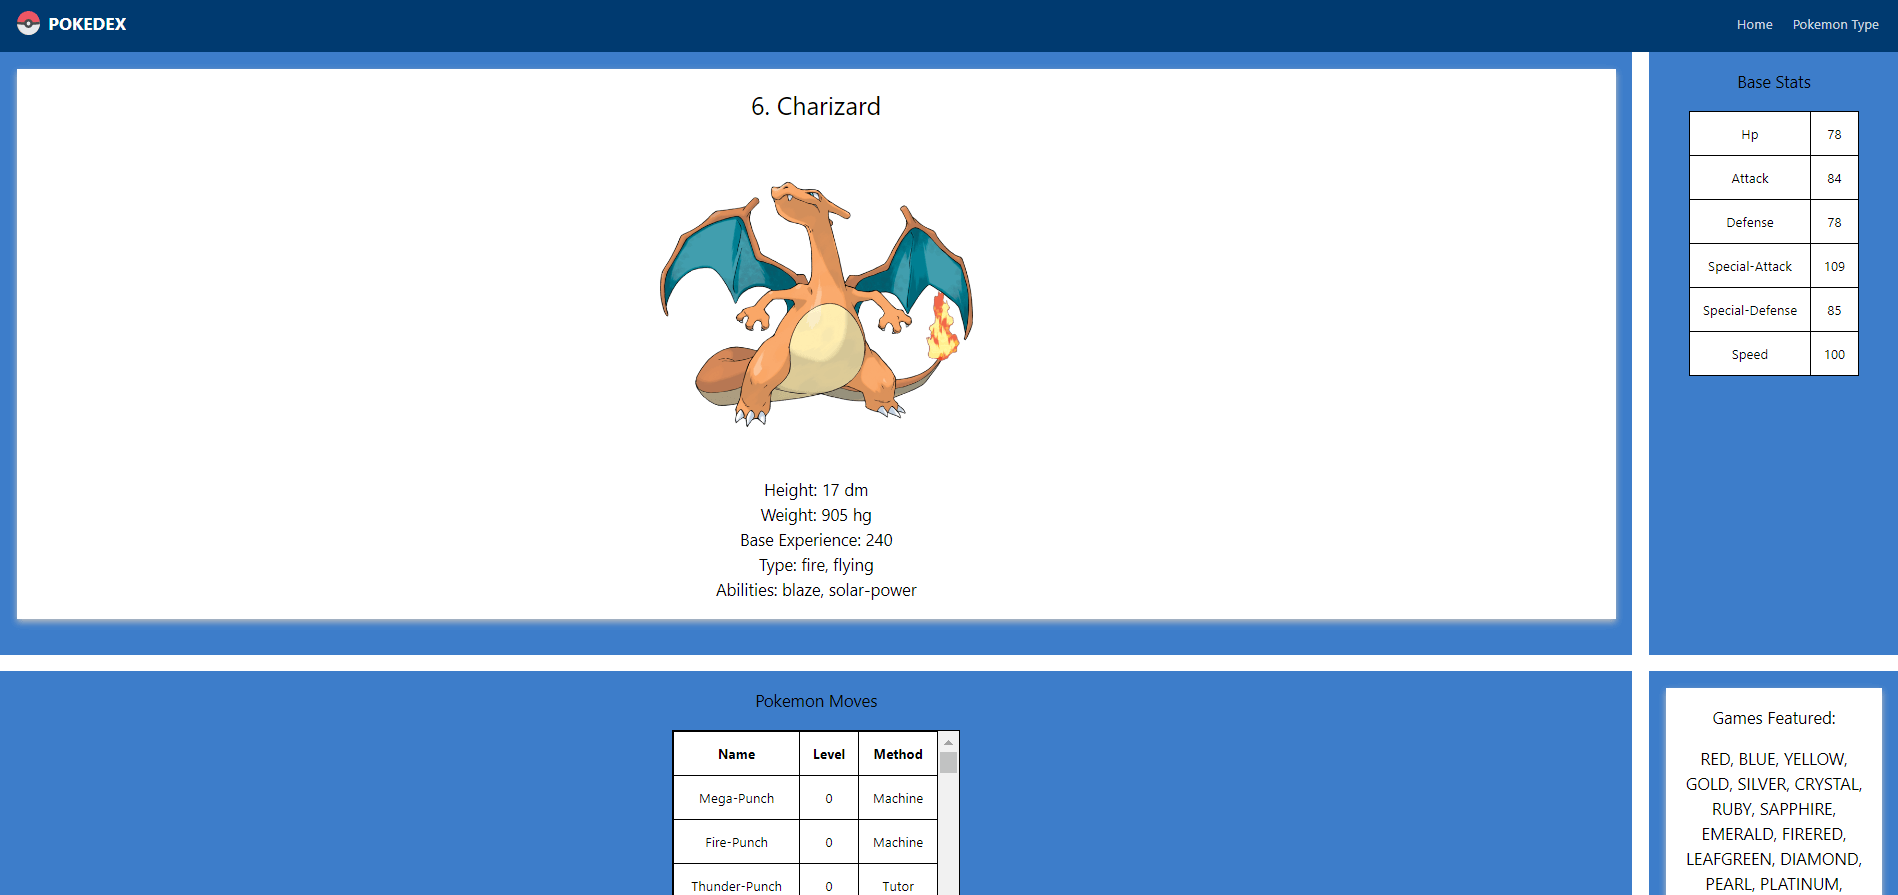 POKEDEX
Home Pokemon Type
6. Charizard
Height: 17 dm
Weight: 905 hg
Base Experience: 240
Type: fire, flying
Abilities: blaze, solar-power
Base Stats
Hp 78
Attack 84
Defense 78
Special-Attack 109
Special-Defense 85
Speed 100
Pokemon Moves
Name Level Method
Mega-Punch 0 Machine
Fire-Punch 0 Machine
Thunder-Punch 0 Tutor
Games Featured:
RED, BLUE, YELLOW,
GOLD, SILVER, CRYSTAL,
RUBY, SAPPHIRE,
EMERALD, FIRERED,
LEAFGREEN, DIAMOND,
PEARL, PLATINUM,